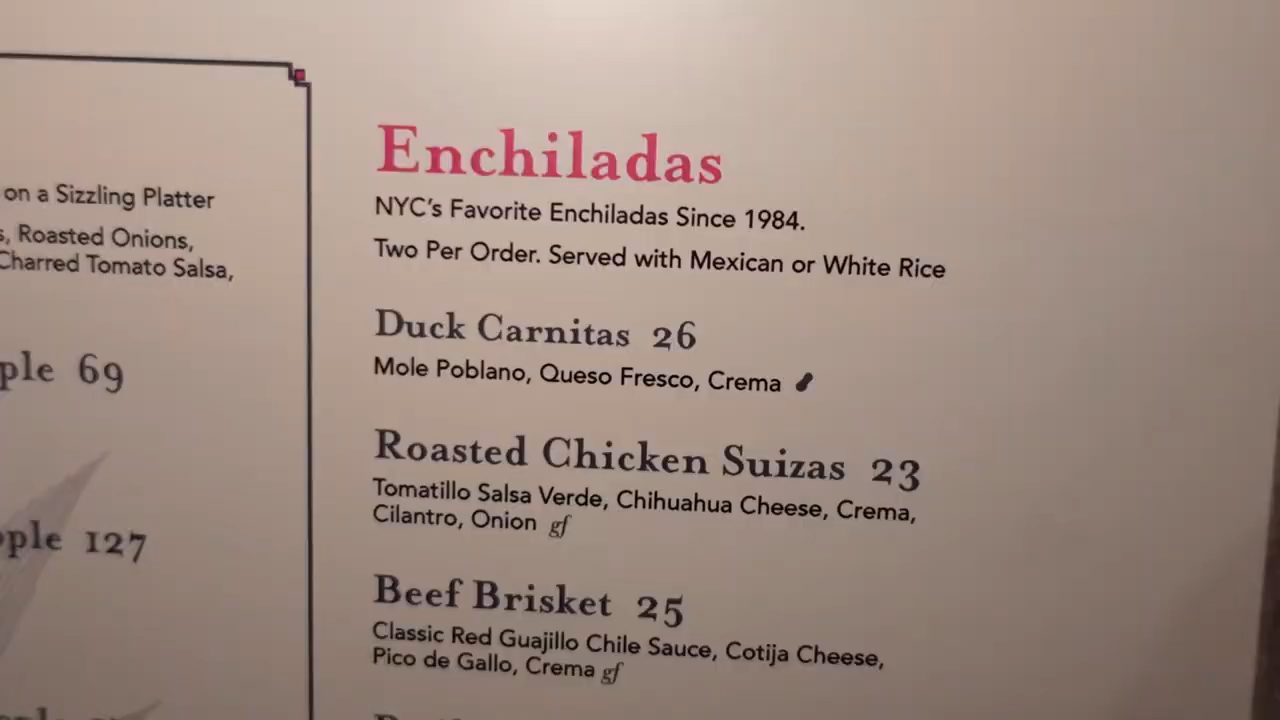 on a Sizzling Platter
Roasted Onions,
Charred Tomato Salsa,
69
127
Enchiladas
NYC's Favorite Enchiladas Since 1984.
Two Per Order. Served with Mexican or White Rice
Duck Carnitas 26
Mole Poblano, Queso Fresco, Crema
Roasted Chicken Suizas 23
Tomatillo Salsa Verde, Chihuahua Cheese, Crema,
Cilantro, Onion gf
Beef Brisket 25
Classic Red Guajillo Chile Sauce, Cotija Cheese,
Pico de Gallo, Crema gf